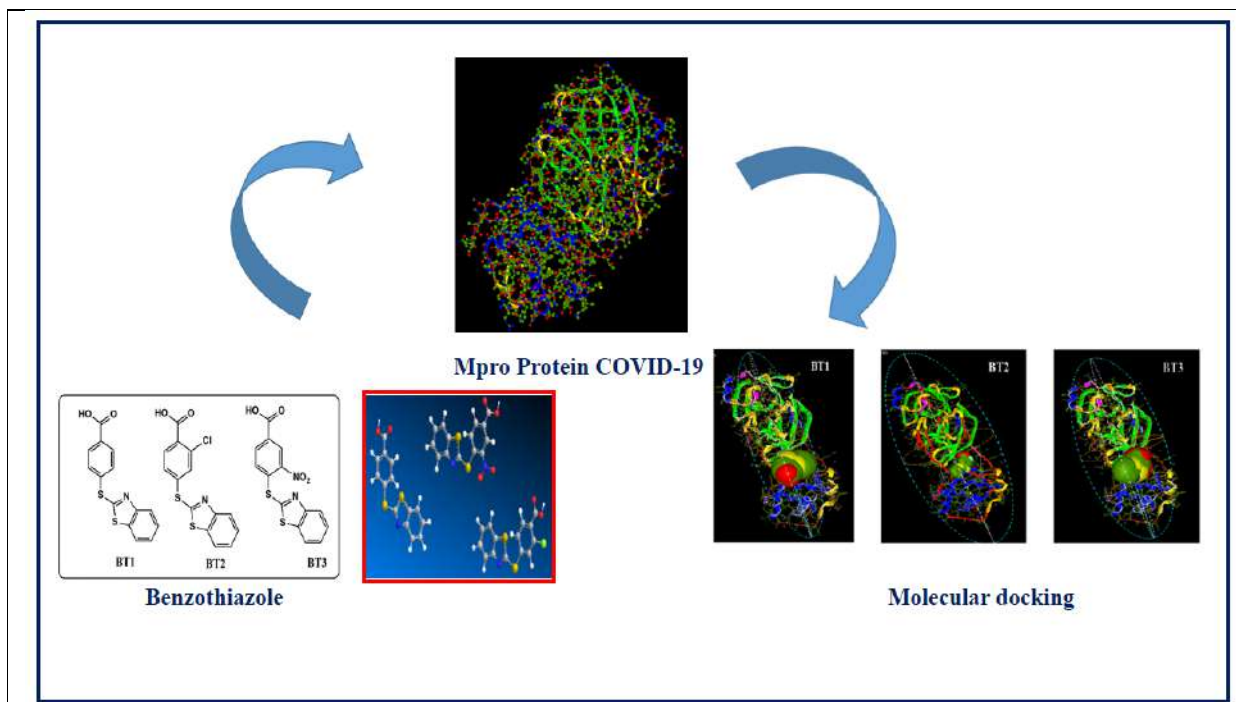 Mpro Protein COVID-19
BT1
BT2
BT3
HO
O
HO
O
HO
O
Cl
NO2
S
N
S
N
S
N
S
S
S
BT1
BT2
BT3
Benzothiazole
Molecular docking